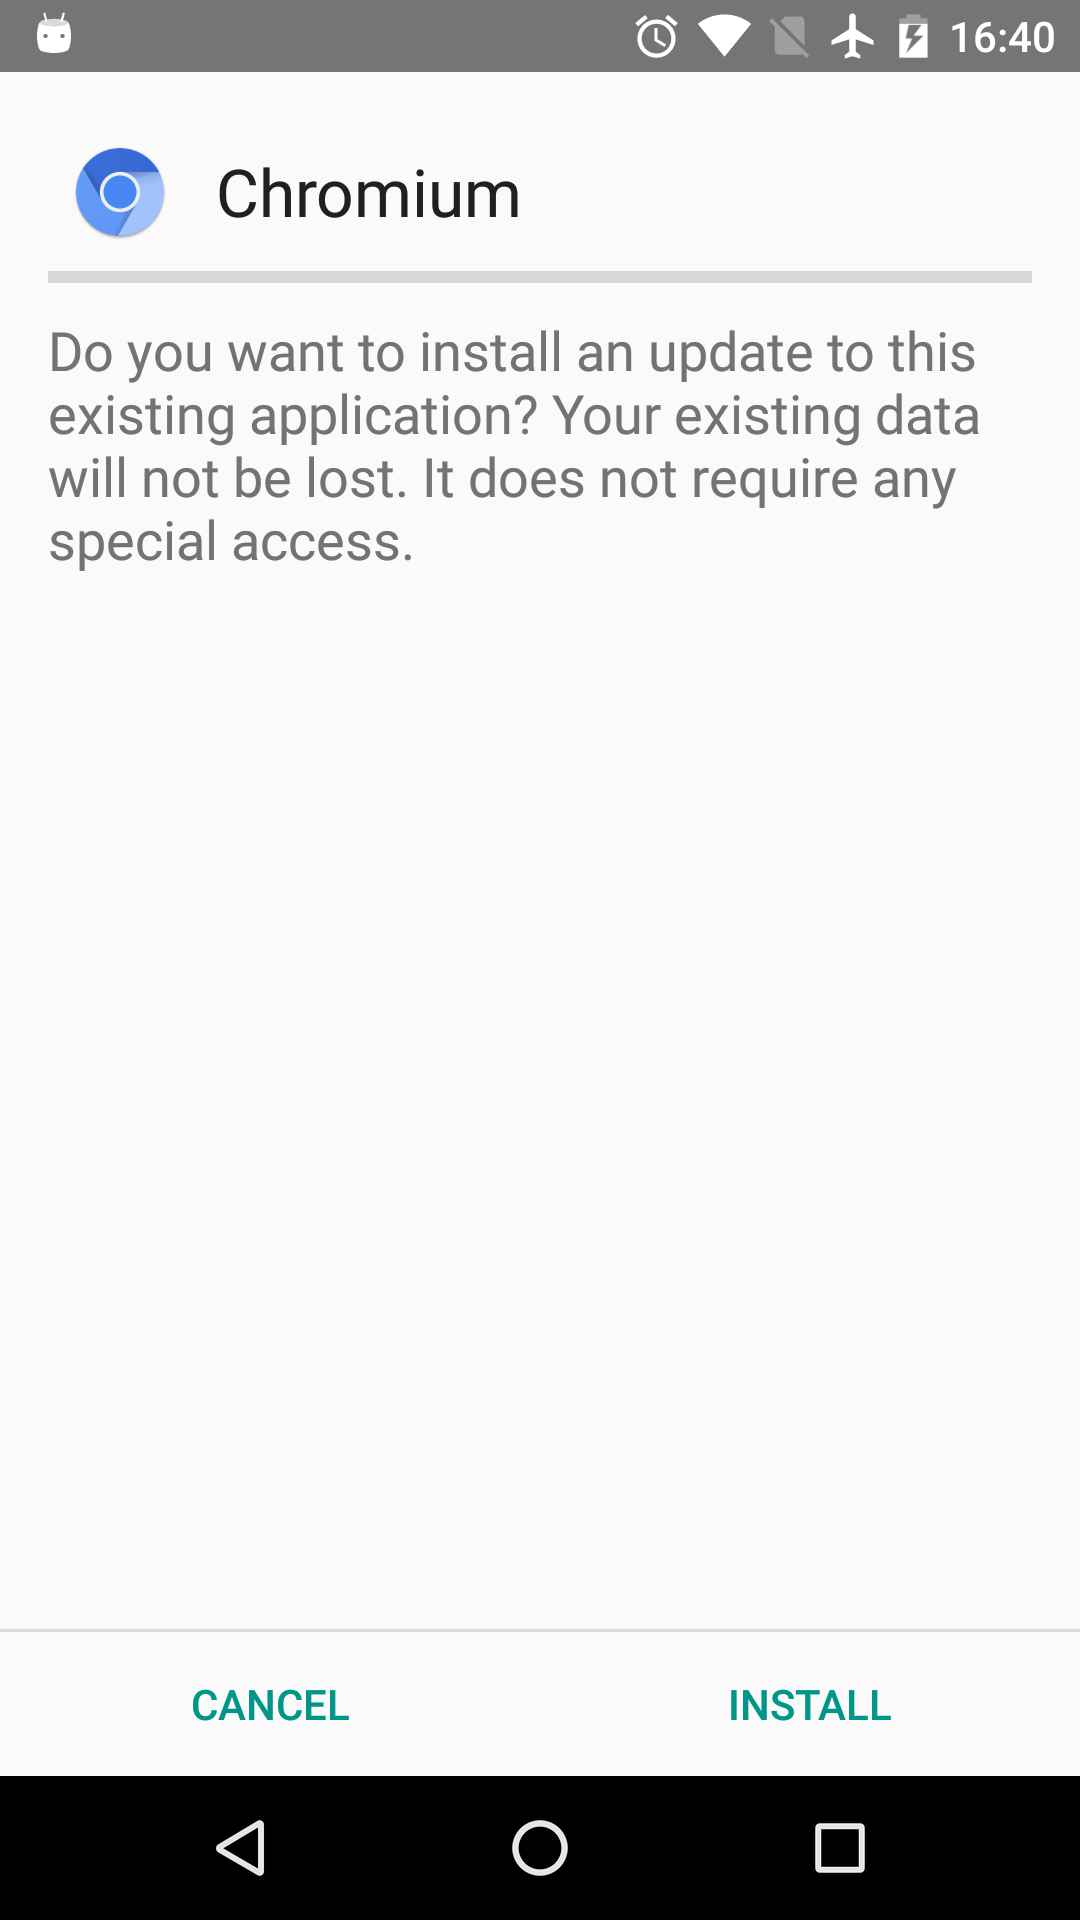 16:40
Chromium
Do you want to install an update to this
existing application? Your existing data
will not be lost. It does not require any
special access.
CANCEL
INSTALL